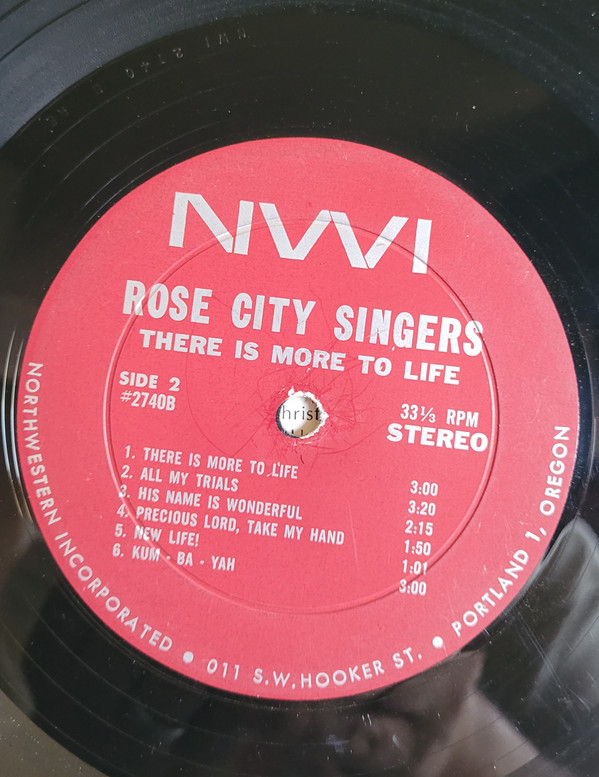 NWI
ROSE CITY SINGERS
THERE IS MORE TO LIFE
SIDE 2
#2740B
33⅓ RPM
STEREO
hrist
1. THERE IS MORE TO LIFE 3:00
2. ALL MY TRIALS 3:20
3. HIS NAME IS WONDERFUL 2:15
4. PRECIOUS LORD, TAKE MY HAND 1:50
5. NEW LIFE! 1:01
6. KUM - BA - YAH 3:00
NORTHWESTERN INCORPORATED • 011 S.W. HOOKER ST. • PORTLAND 1, OREGON